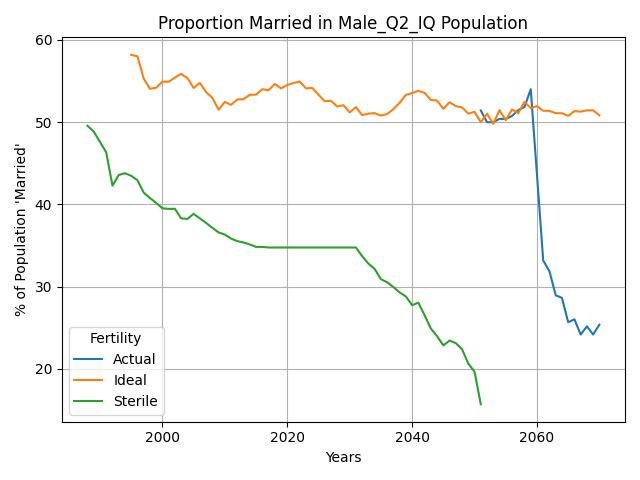 Proportion Married in Male_Q2_IQ Population
% of Population 'Married'
60
50
40
30
20
Fertility
Actual
Ideal
Sterile
2000 2020 2040 2060
Years